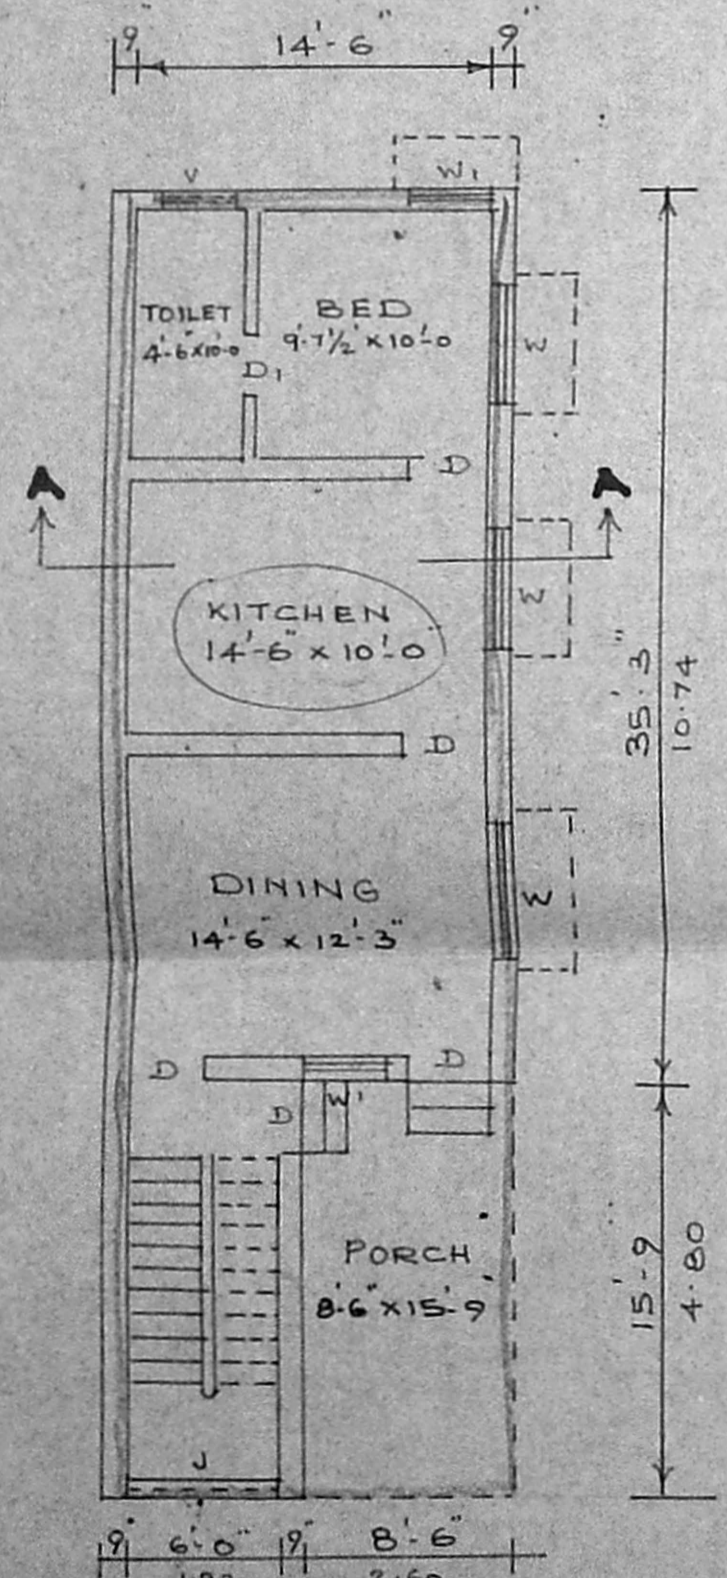 9" 14'-6" 9"
V W1
TOILET
4'-6"x10'-0
BED
9'-7½" x 10'-0
D1
W
D
A A
KITCHEN
14'-6" x 10'-0"
W
35'.3"
10.74
D
DINING
14'-6" x 12'-3"
W
D D
D W1
PORCH
8'-6" x 15'-9"
15'-9
4.80
J
9" 6'-0" 9" 8'-6"